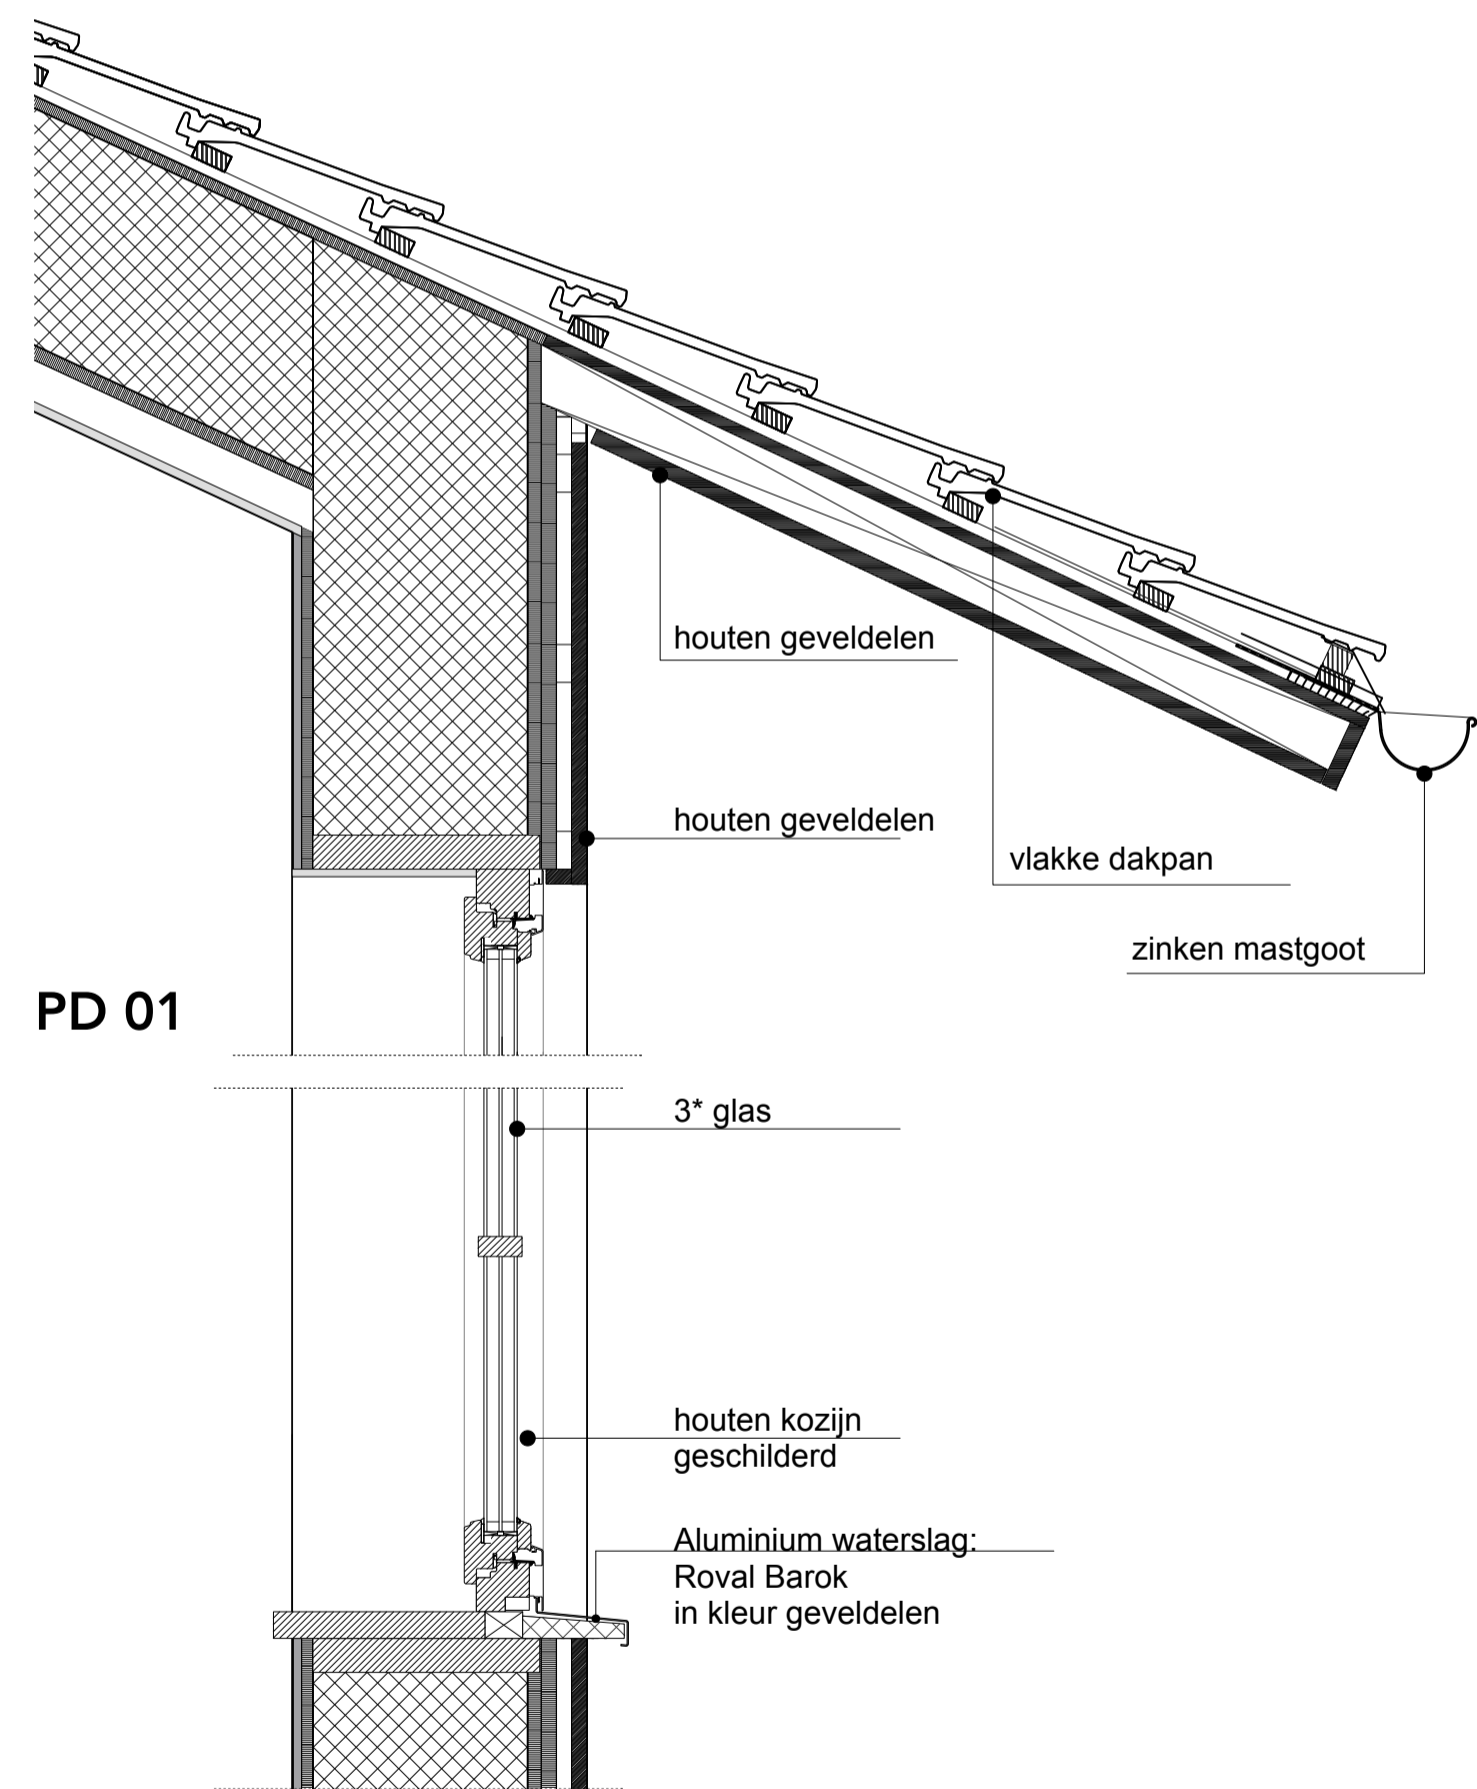 houten geveldelen
houten geveldelen
vlakke dakpan
zinken mastgoot
PD 01
3* glas
houten kozijn
geschilderd
Aluminium waterslag:
Roval Barok
in kleur geveldelen